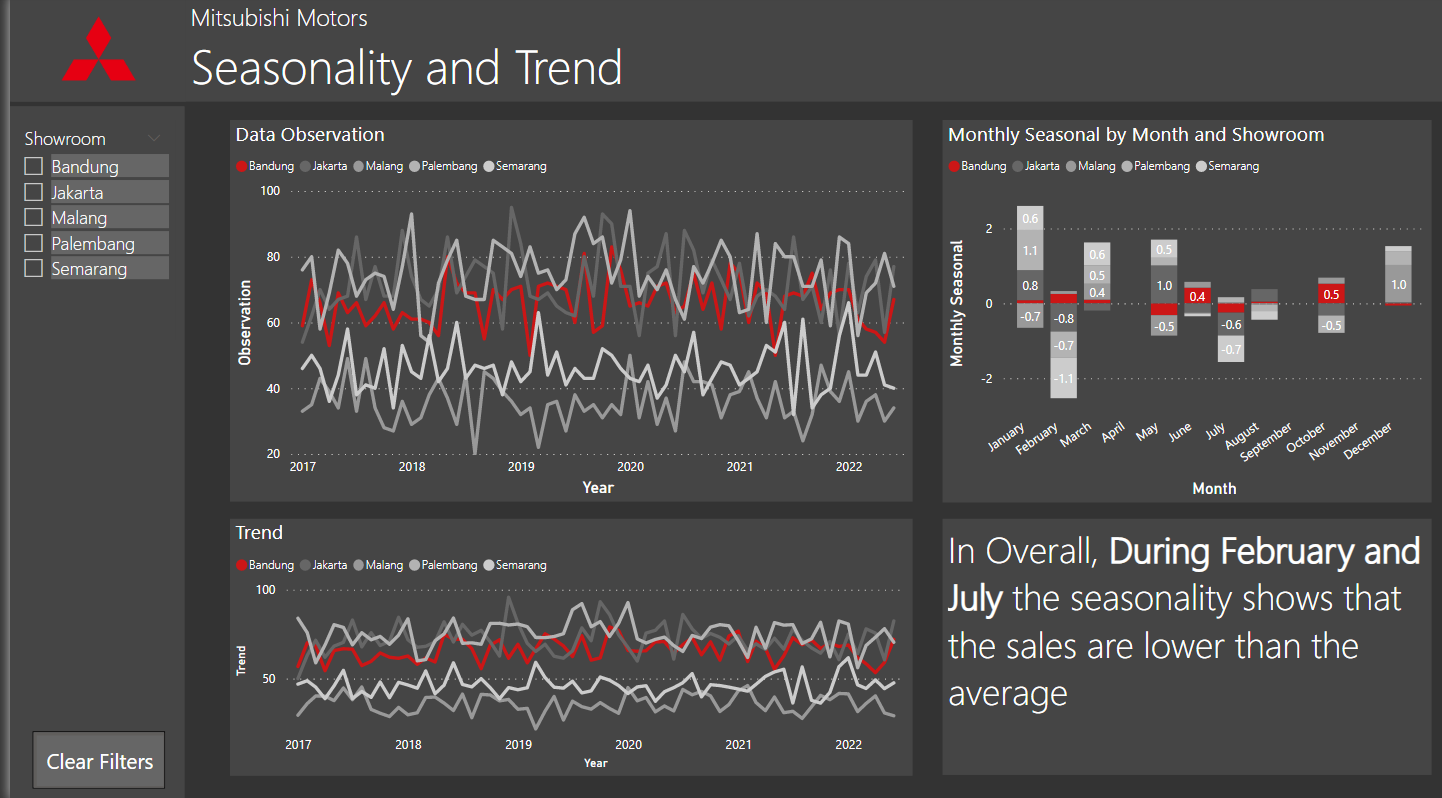 Mitsubishi Motors
Seasonality and Trend
Showroom
Bandung
Jakarta
Malang
Palembang
Semarang
Clear Filters
Data Observation
Bandung Jakarta Malang Palembang Semarang
100
80
60
40
20
Observation
2017 2018 2019 2020 2021 2022
Year
Monthly Seasonal by Month and Showroom
Bandung Jakarta Malang Palembang Semarang
2
0
-2
Monthly Seasonal
0.6
1.1
0.8
-0.7
-0.8
-0.7
-1.1
0.6
0.5
0.4
0.5
1.0
-0.5
0.4
-0.6
-0.7
0.5
-0.5
1.0
January February March April May June July August September October November December
Month
Trend
Bandung Jakarta Malang Palembang Semarang
100
50
Trend
2017 2018 2019 2020 2021 2022
Year
In Overall, During February and
July the seasonality shows that
the sales are lower than the
average